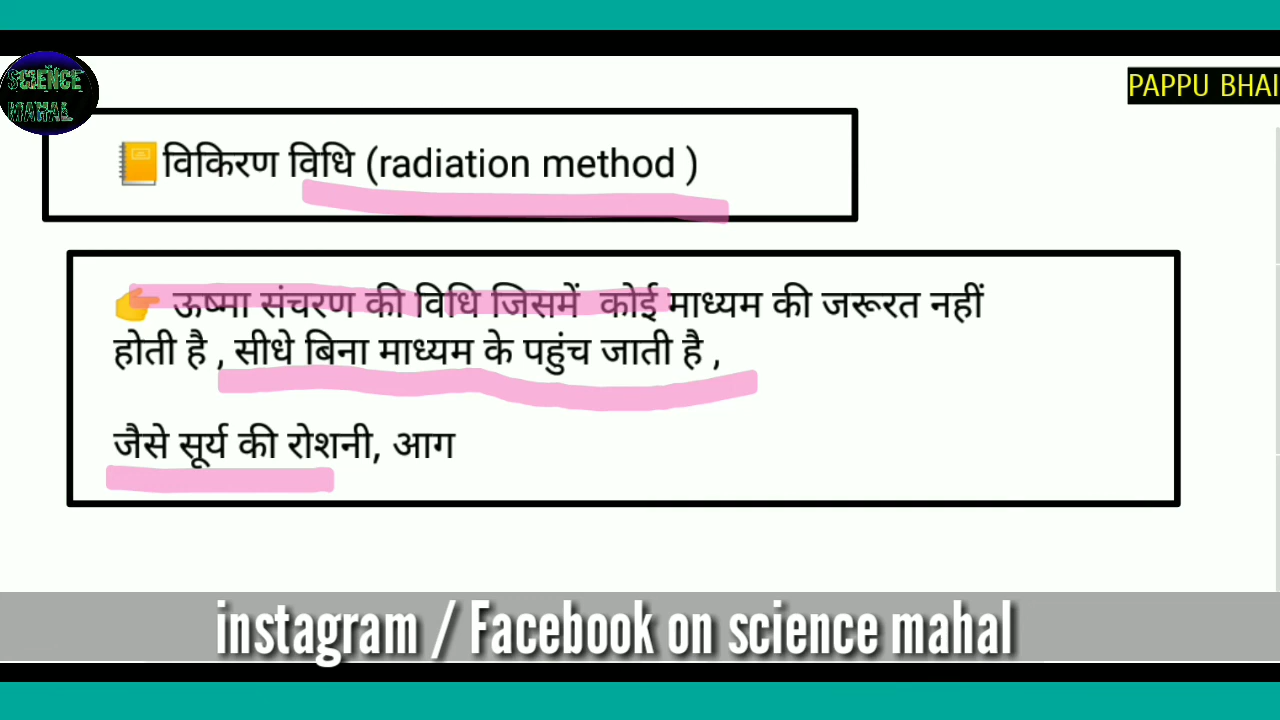 SCIENCE
MAHAL
PAPPU BHAI
📒विकिरण विधि (radiation method )
👉 ऊष्मा संचरण की विधि जिसमें कोई माध्यम की जरूरत नहीं
होती है , सीधे बिना माध्यम के पहुंच जाती है ,
जैसे सूर्य की रोशनी, आग
instagram / Facebook on science mahal